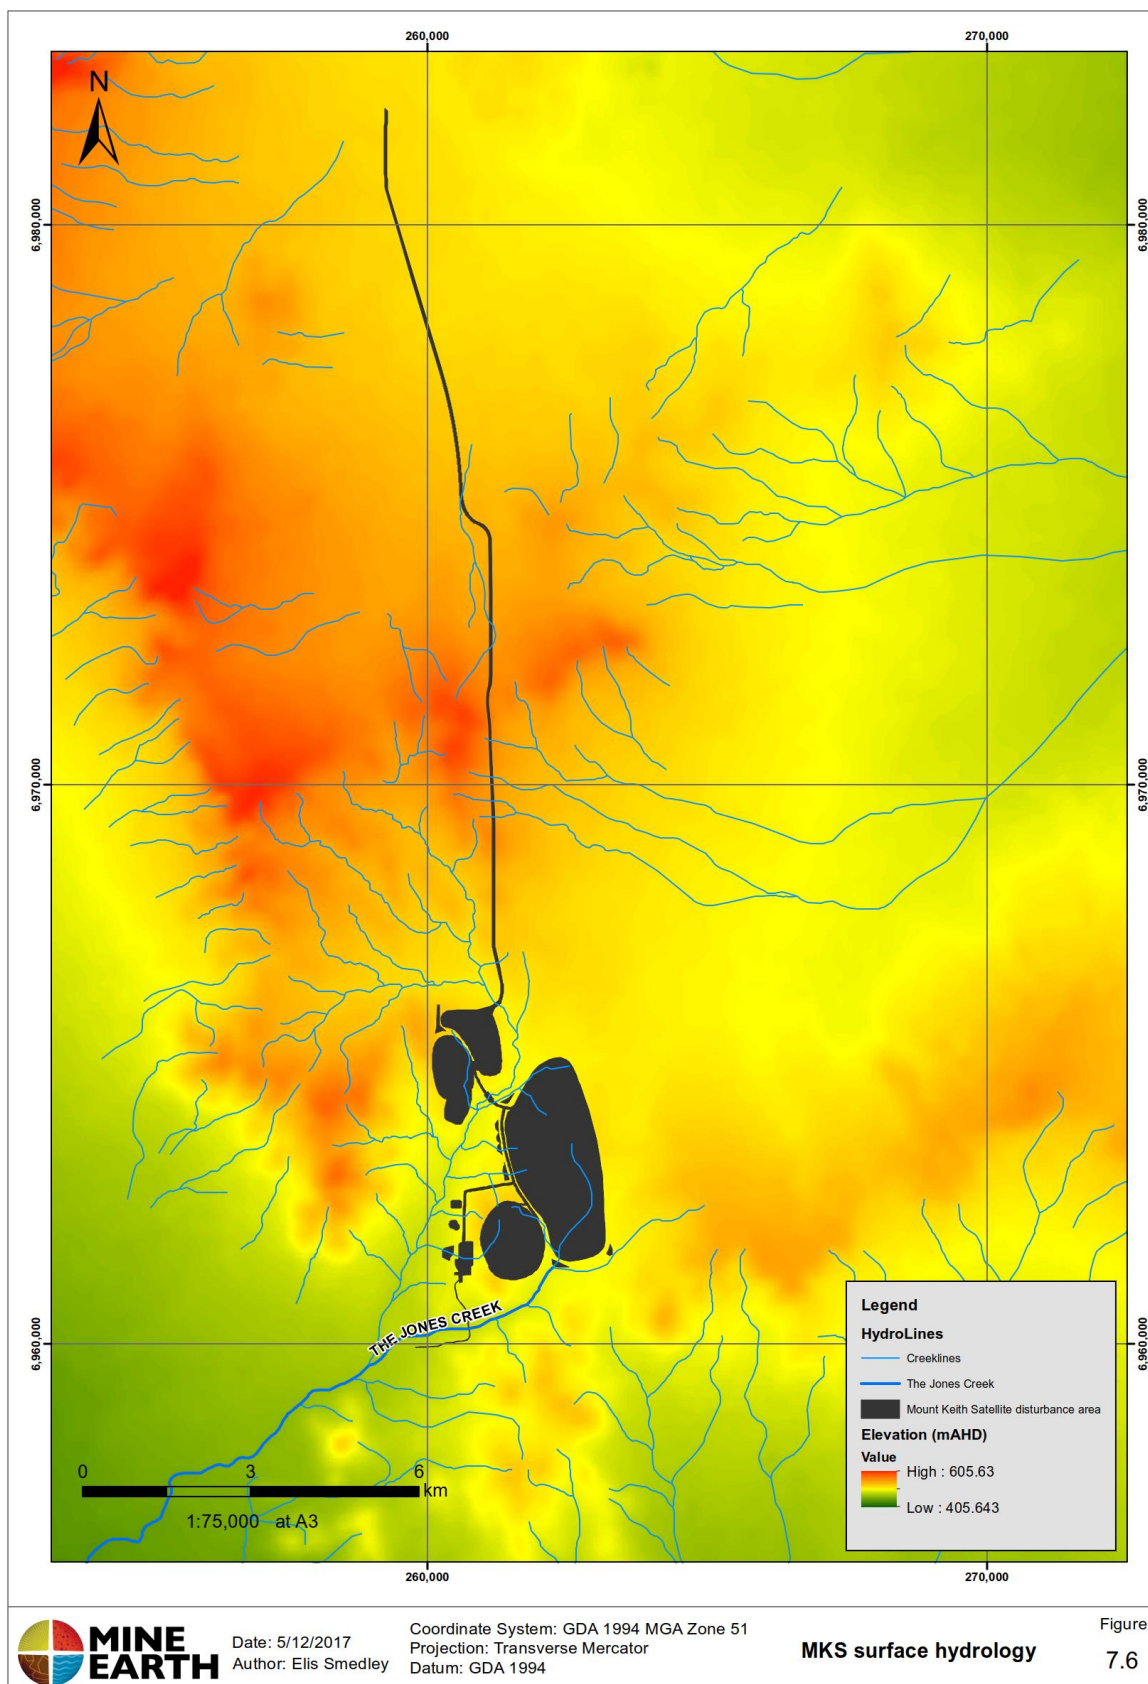 260,000
270,000
N
6,980,000
6,980,000
6,970,000
6,970,000
6,960,000
6,960,000
THE JONES CREEK
0 3 6
km
1:75,000 at A3
Legend
HydroLines
Creeklines
The Jones Creek
Mount Keith Satellite disturbance area
Elevation (mAHD)
Value
High : 605.63
Low : 405.643
260,000
270,000
MINE
EARTH
Date: 5/12/2017
Author: Elis Smedley
Coordinate System: GDA 1994 MGA Zone 51
Projection: Transverse Mercator
Datum: GDA 1994
MKS surface hydrology
Figure
7.6